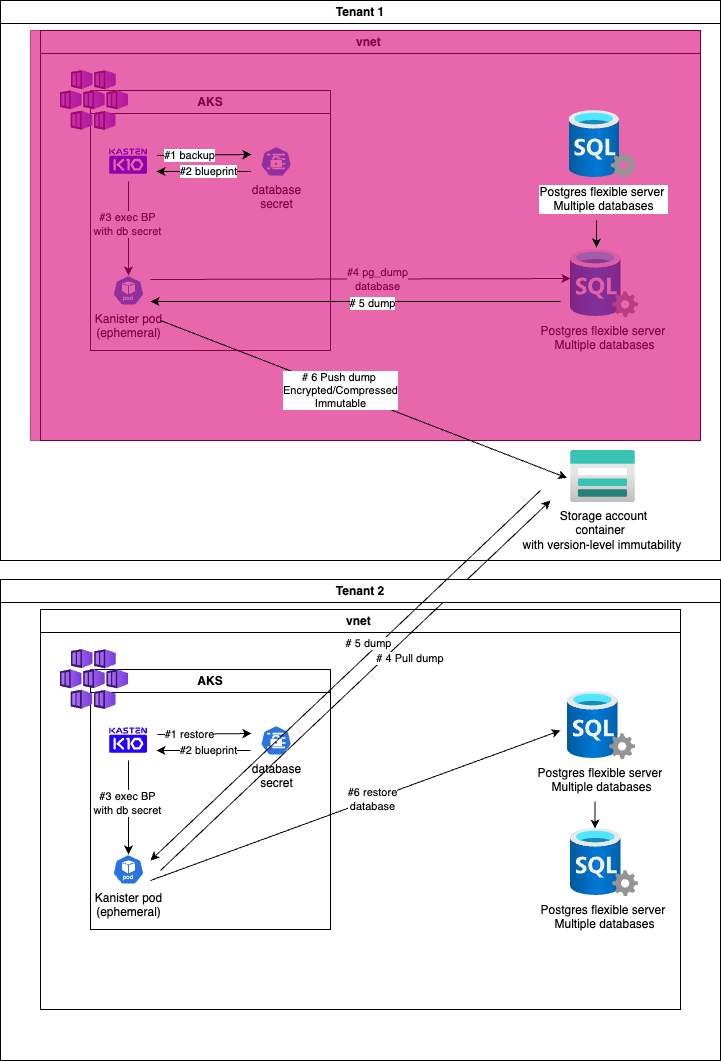 Tenant 1
vnet
AKS
KASTEN
K10
#1 backup
#2 blueprint
database
secret
SQL
Postgres flexible server
Multiple databases
#3 exec BP
with db secret
#4 pg_dump
database
# 5 dump
pod
Kanister pod
(ephemeral)
SQL
Postgres flexible server
Multiple databases
# 6 Push dump
Encrypted/Compressed
Immutable
Storage account
container
with version-level immutability
Tenant 2
vnet
# 5 dump
# 4 Pull dump
AKS
KASTEN
K10
#1 restore
#2 blueprint
database
secret
SQL
Postgres flexible server
Multiple databases
#3 exec BP
with db secret
#6 restore
database
pod
Kanister pod
(ephemeral)
SQL
Postgres flexible server
Multiple databases